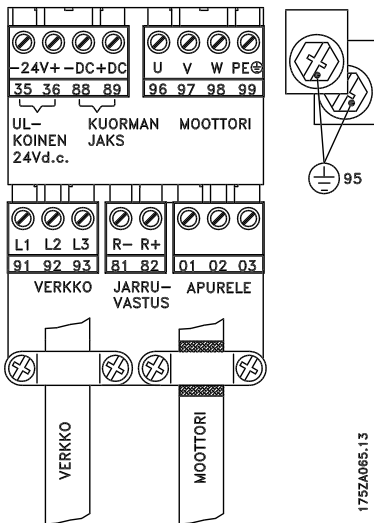 -24V+ -DC+DC U V W PE
35 36 88 89 96 97 98 99
UL-
KOINEN
24Vd.c.
KUORMAN
JAKS
MOOTTORI
95
L1 L2 L3 R- R+
91 92 93 81 82 01 02 03
VERKKO
JARRU-
VASTUS
APURELE
VERKKO
MOOTTORI
175ZA065.13